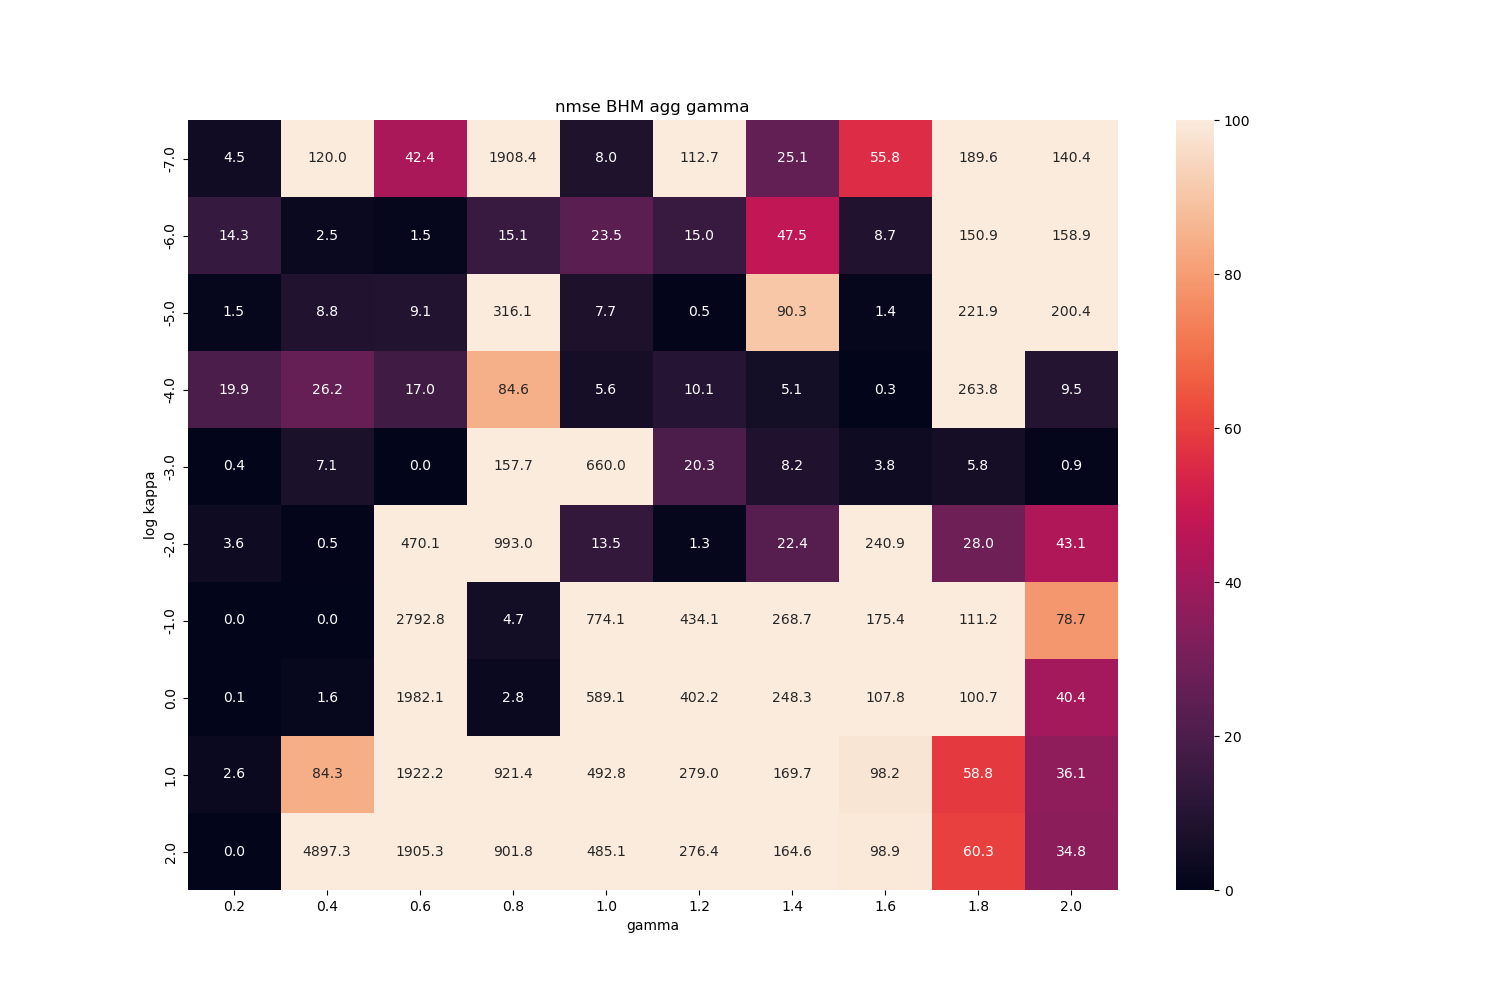 nmse BHM agg gamma
-7.0 4.5 120.0 42.4 1908.4 8.0 112.7 25.1 55.8 189.6 140.4 100
-6.0 14.3 2.5 1.5 15.1 23.5 15.0 47.5 8.7 150.9 158.9
80
-5.0 1.5 8.8 9.1 316.1 7.7 0.5 90.3 1.4 221.9 200.4
-4.0 19.9 26.2 17.0 84.6 5.6 10.1 5.1 0.3 263.8 9.5
60
-3.0 0.4 7.1 0.0 157.7 660.0 20.3 8.2 3.8 5.8 0.9
log kappa
-2.0 3.6 0.5 470.1 993.0 13.5 1.3 22.4 240.9 28.0 43.1
40
-1.0 0.0 0.0 2792.8 4.7 774.1 434.1 268.7 175.4 111.2 78.7
0.0 0.1 1.6 1982.1 2.8 589.1 402.2 248.3 107.8 100.7 40.4
20
1.0 2.6 84.3 1922.2 921.4 492.8 279.0 169.7 98.2 58.8 36.1
2.0 0.0 4897.3 1905.3 901.8 485.1 276.4 164.6 98.9 60.3 34.8
0
0.2 0.4 0.6 0.8 1.0 1.2 1.4 1.6 1.8 2.0
gamma